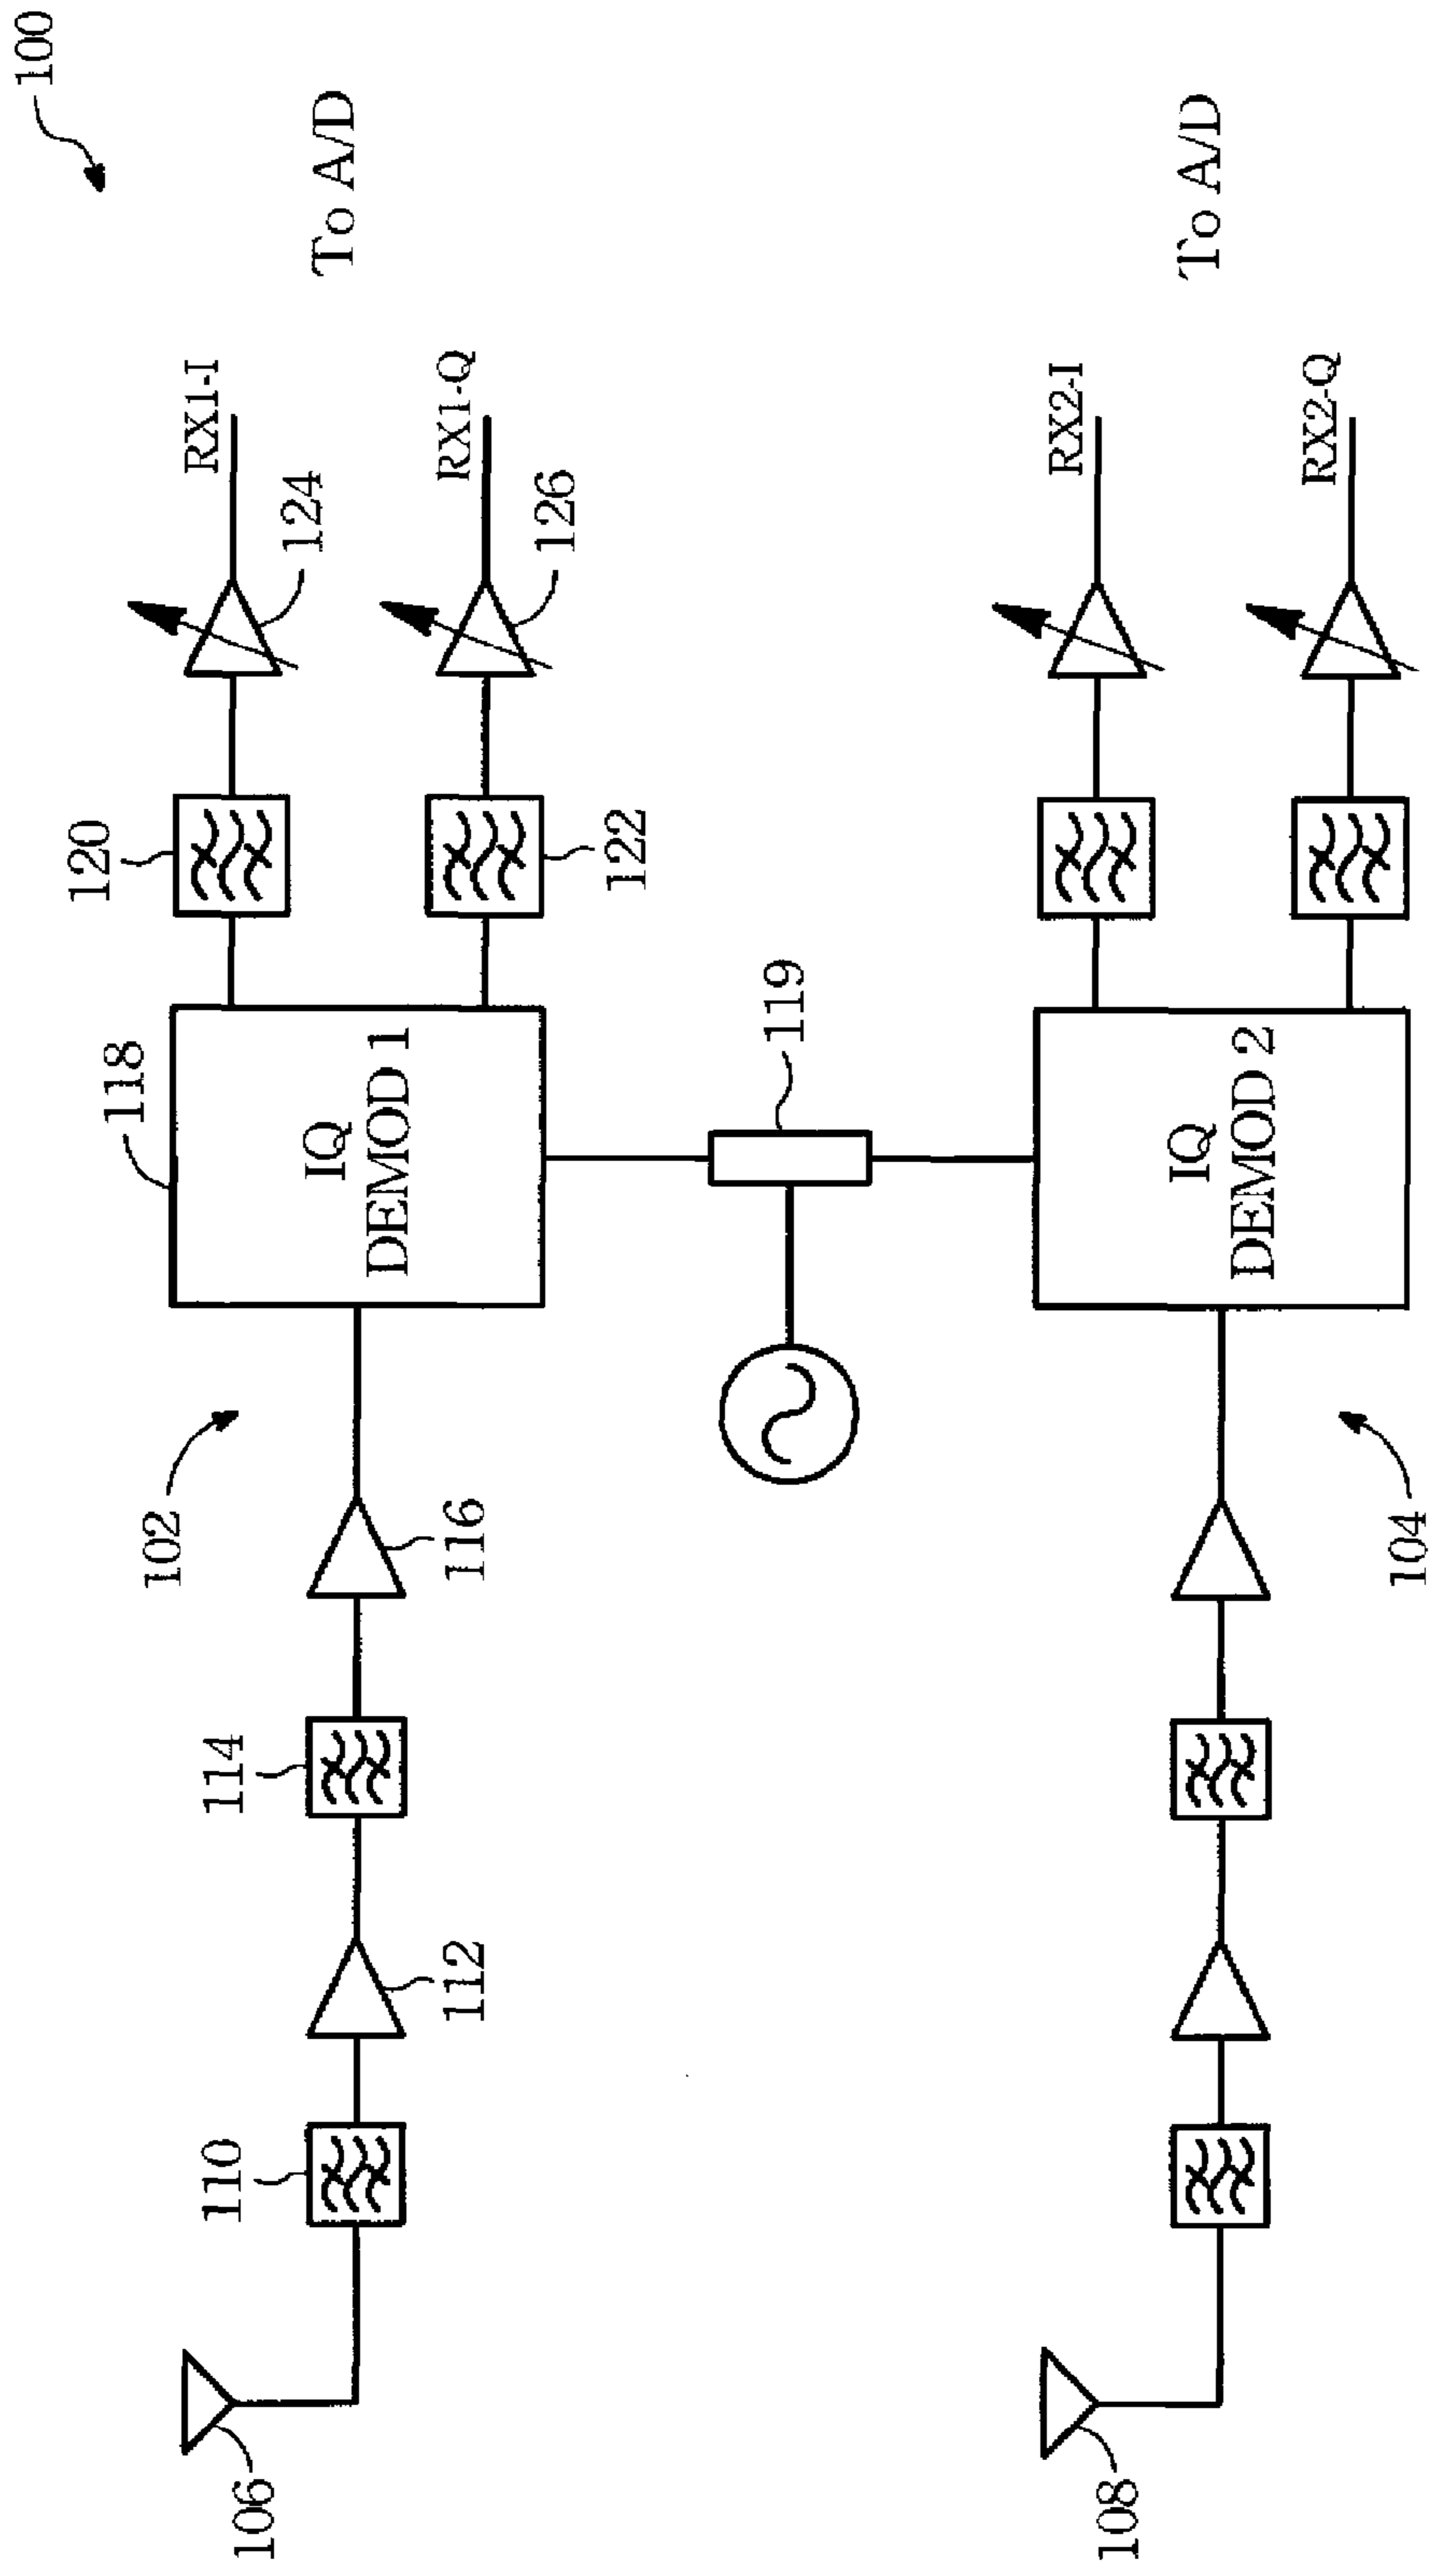 100
120
RX1-I
To A/D
118
124
102
IQ
DEMOD 1
RX1-Q
110
114
122
126
106
112
116
119
IQ
DEMOD 2
RX2-I
To A/D
RX2-Q
108
104